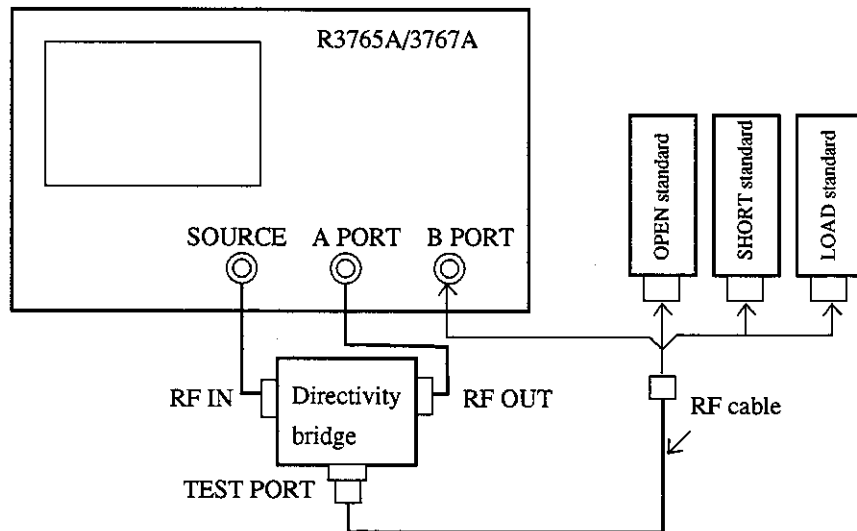 R3765A/3767A
SOURCE
A PORT
B PORT
OPEN standard
SHORT standard
LOAD standard
RF IN
Directivity
bridge
RF OUT
RF cable
TEST PORT